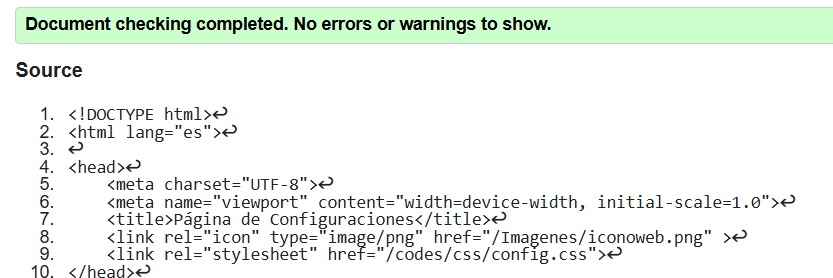 Document checking completed. No errors or warnings to show.
Source
1. <!DOCTYPE html>↩
2. <html lang="es">↩
3. ↩
4. <head>↩
5.     <meta charset="UTF-8">↩
6.     <meta name="viewport" content="width=device-width, initial-scale=1.0">↩
7.     <title>Página de Configuraciones</title>↩
8.     <link rel="icon" type="image/png" href="/Imagenes/iconoweb.png" >↩
9.     <link rel="stylesheet" href="/codes/css/config.css">↩
10. </head>↩